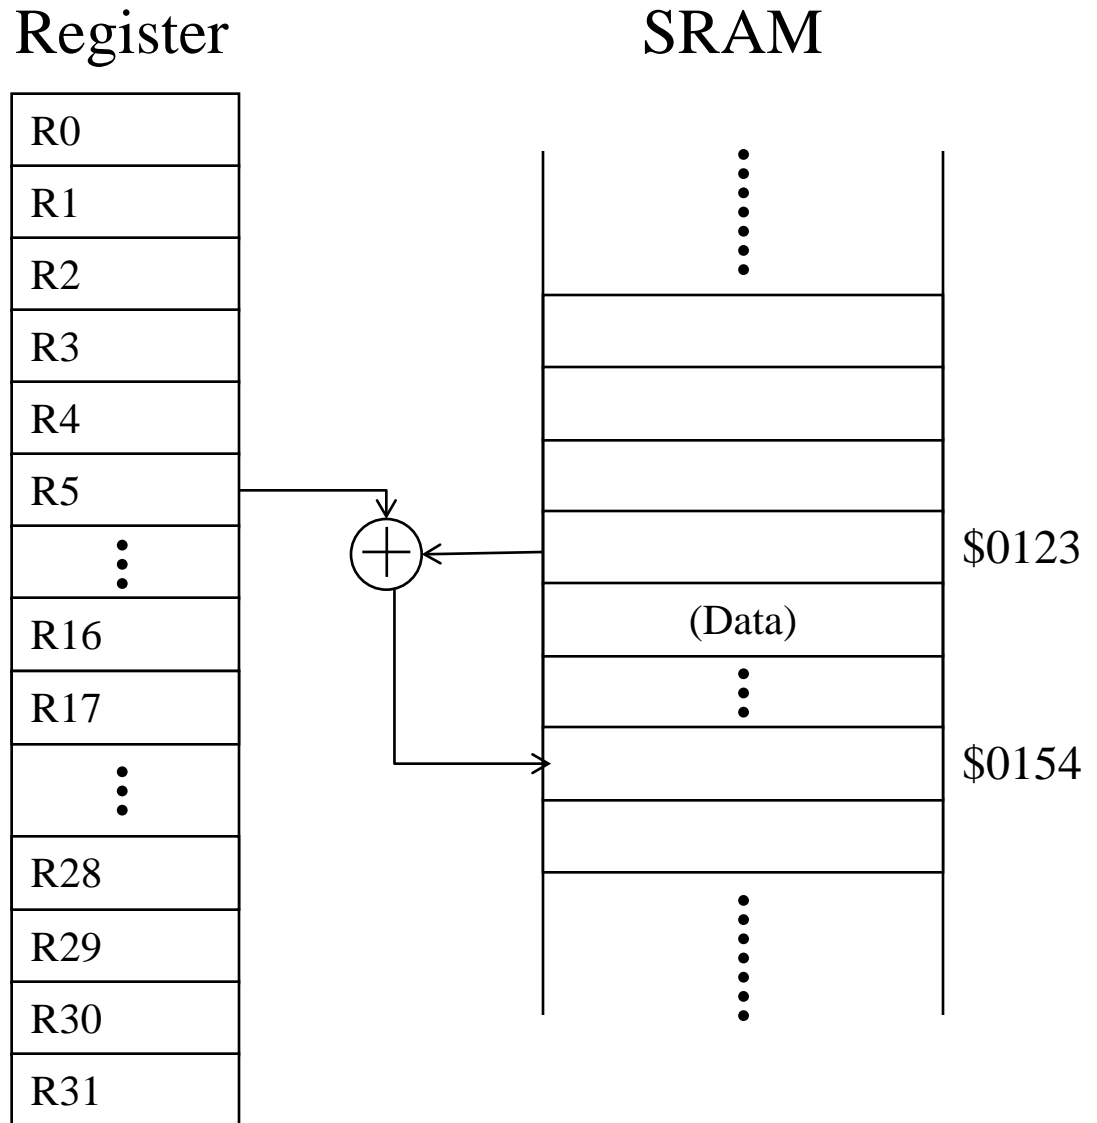 Register
R0
R1
R2
R3
R4
R5
R16
R17
R28
R29
R30
R31
SRAM
$0123
(Data)
$0154